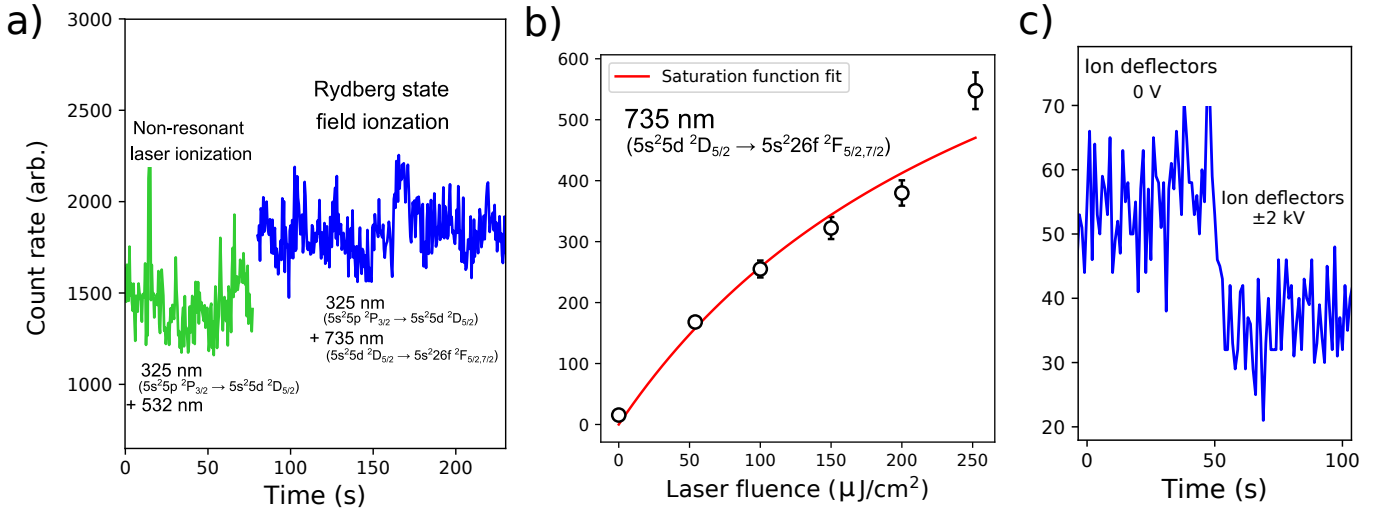 a)
3000
2500
2000
1500
1000
Count rate (arb.)
Non-resonant
laser ionization
Rydberg state
field ionzation
325 nm
(5s²5p ²P3/2 → 5s²5d ²D5/2)
+ 532 nm
325 nm
(5s²5p ²P3/2 → 5s²5d ²D5/2)
+ 735 nm
(5s²5d ²D5/2 → 5s²26f ²F5/2,7/2)
0 50 100 150 200
Time (s)
b)
600
500
400
300
200
100
0
Saturation function fit
735 nm
(5s²5d ²D5/2 → 5s²26f ²F5/2,7/2)
0 50 100 150 200 250
Laser fluence (μJ/cm²)
c)
70
60
50
40
30
20
Ion deflectors
0 V
Ion deflectors
±2 kV
0 50 100
Time (s)